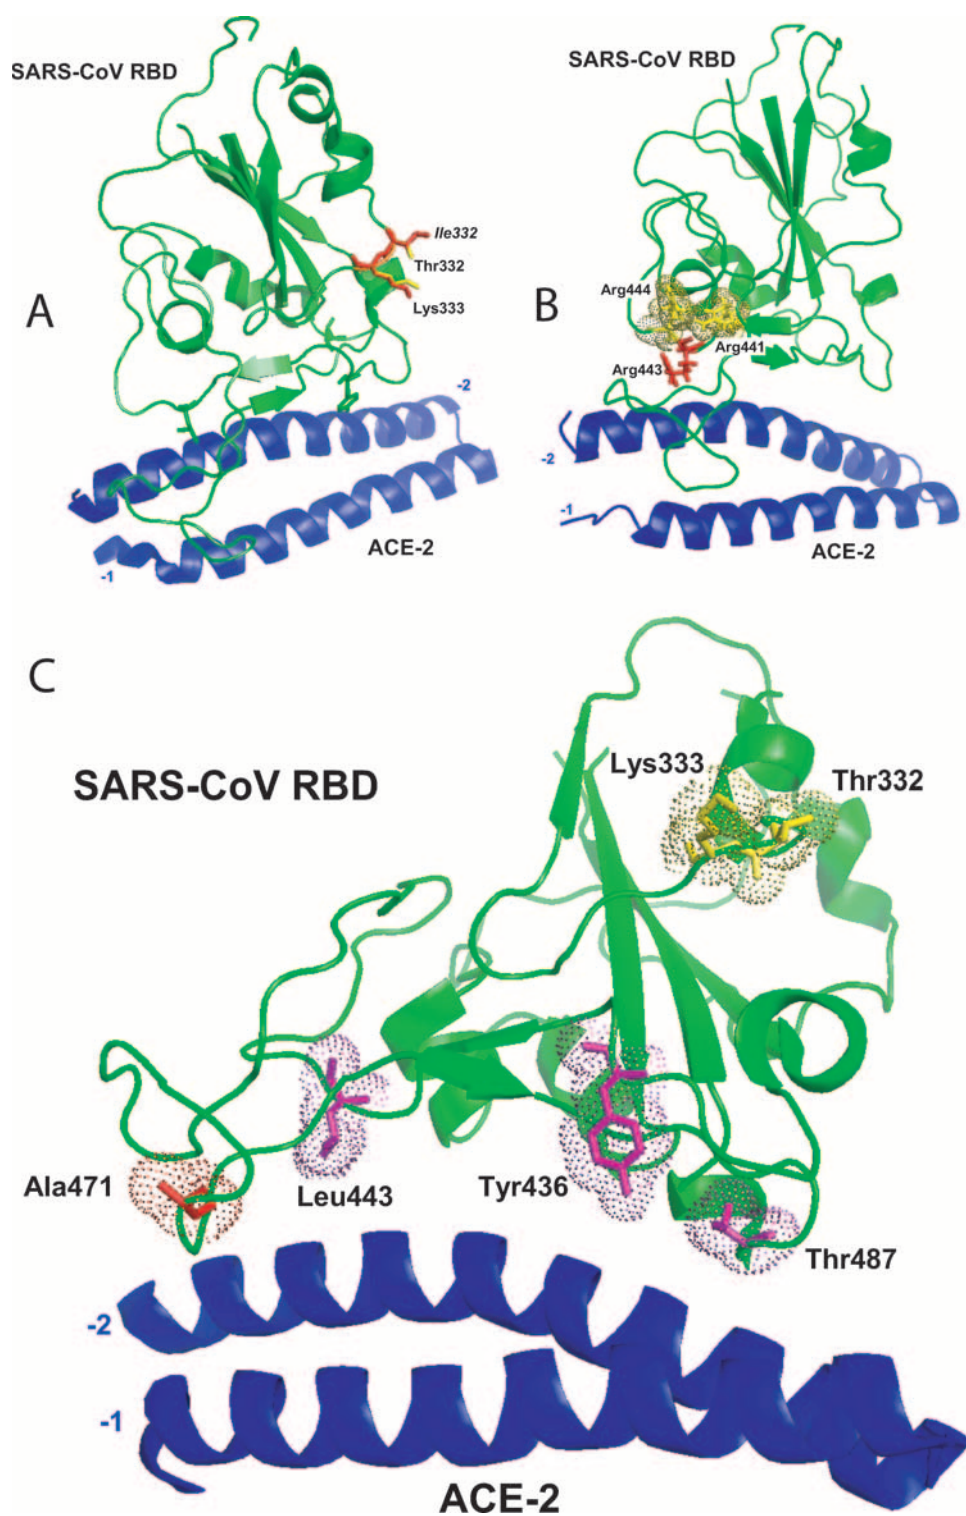 SARS-CoV RBD
Ile332
Thr332
Lys333
A
-2
-1
ACE-2
SARS-CoV RBD
Arg444
B
Arg441
Arg443
-2
-1
ACE-2
C
SARS-CoV RBD
Lys333
Thr332
Ala471
Leu443
Tyr436
Thr487
-2
-1
ACE-2